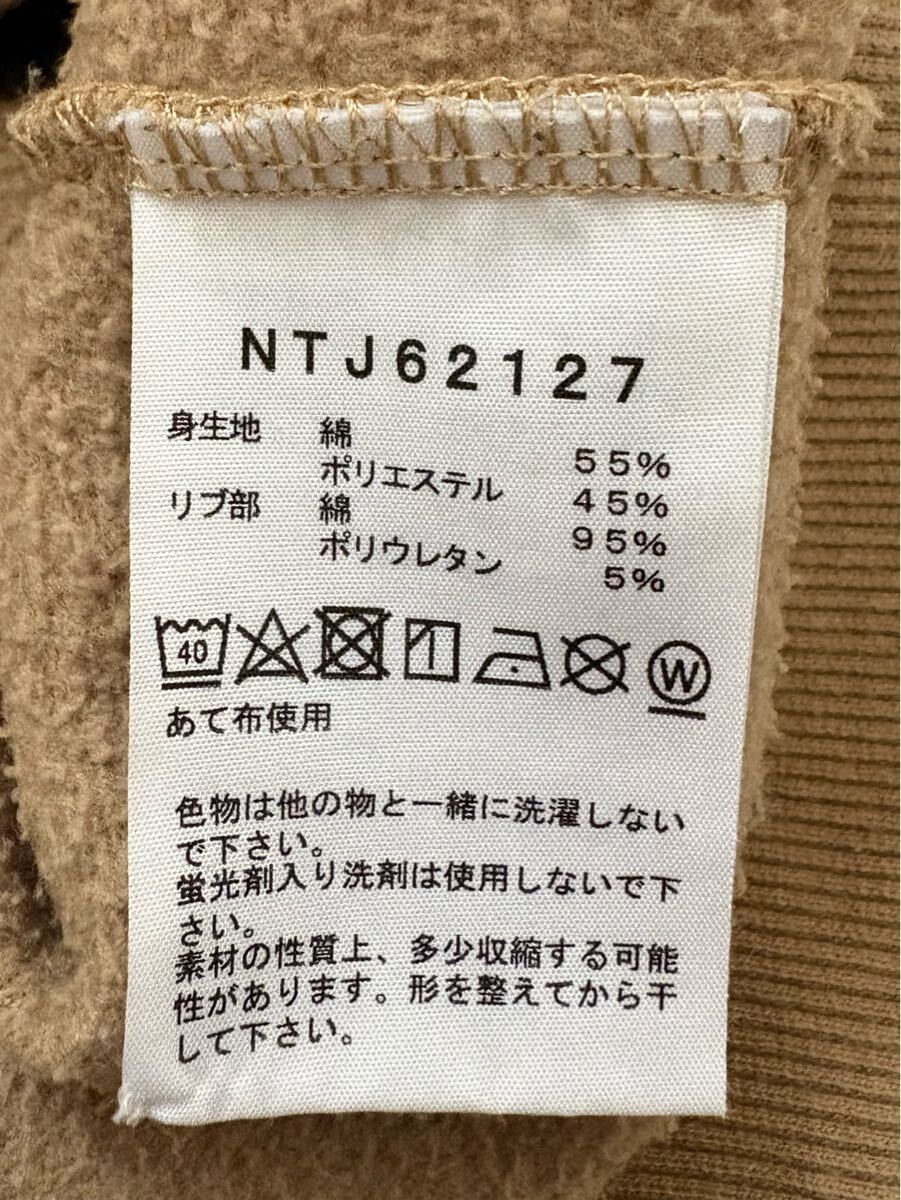 NTJ62127
身生地 綿 55%
ポリエステル 45%
リブ部 綿 95%
ポリウレタン 5%
40 W
あて布使用
色物は他の物と一緒に洗濯しない
で下さい。
蛍光剤入り洗剤は使用しないで下
さい。
素材の性質上、多少収縮する可能
性があります。形を整えてから干
して下さい。